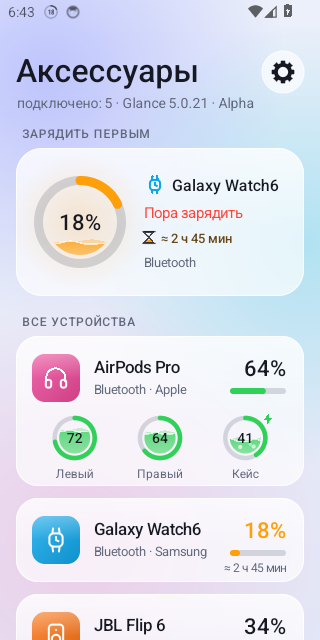 6:43
18
Аксессуары
подключено: 5 · Glance 5.0.21 · Alpha
ЗАРЯДИТЬ ПЕРВЫМ
18%
Galaxy Watch6
Пора зарядить
≈ 2 ч 45 мин
Bluetooth
ВСЕ УСТРОЙСТВА
AirPods Pro
64%
Bluetooth · Apple
72
64
41
Левый
Правый
Кейс
Galaxy Watch6
18%
Bluetooth · Samsung
≈ 2 ч 45 мин
JBL Flip 6
34%